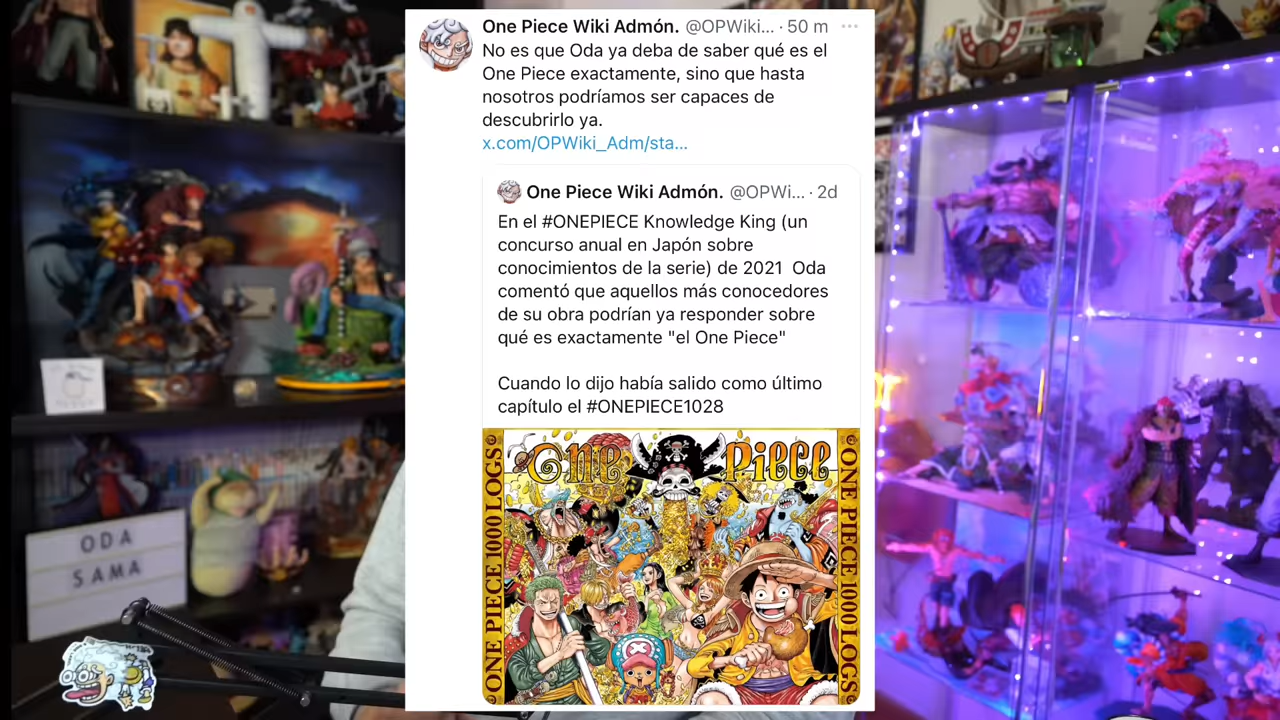 One Piece Wiki Admón. @OPWiki... · 50 m
No es que Oda ya deba de saber qué es el
One Piece exactamente, sino que hasta
nosotros podríamos ser capaces de
descubrirlo ya.
x.com/OPWiki_Adm/sta...
One Piece Wiki Admón. @OPWi... · 2d
En el #ONEPIECE Knowledge King (un
concurso anual en Japón sobre
conocimientos de la serie) de 2021 Oda
comentó que aquellos más conocedores
de su obra podrían ya responder sobre
qué es exactamente "el One Piece"
Cuando lo dijo había salido como último
capítulo el #ONEPIECE1028
ONE PIECE
ONE PIECE 1000 LOGS
ONE PIECE 1000 LOGS
ODA
SAMA